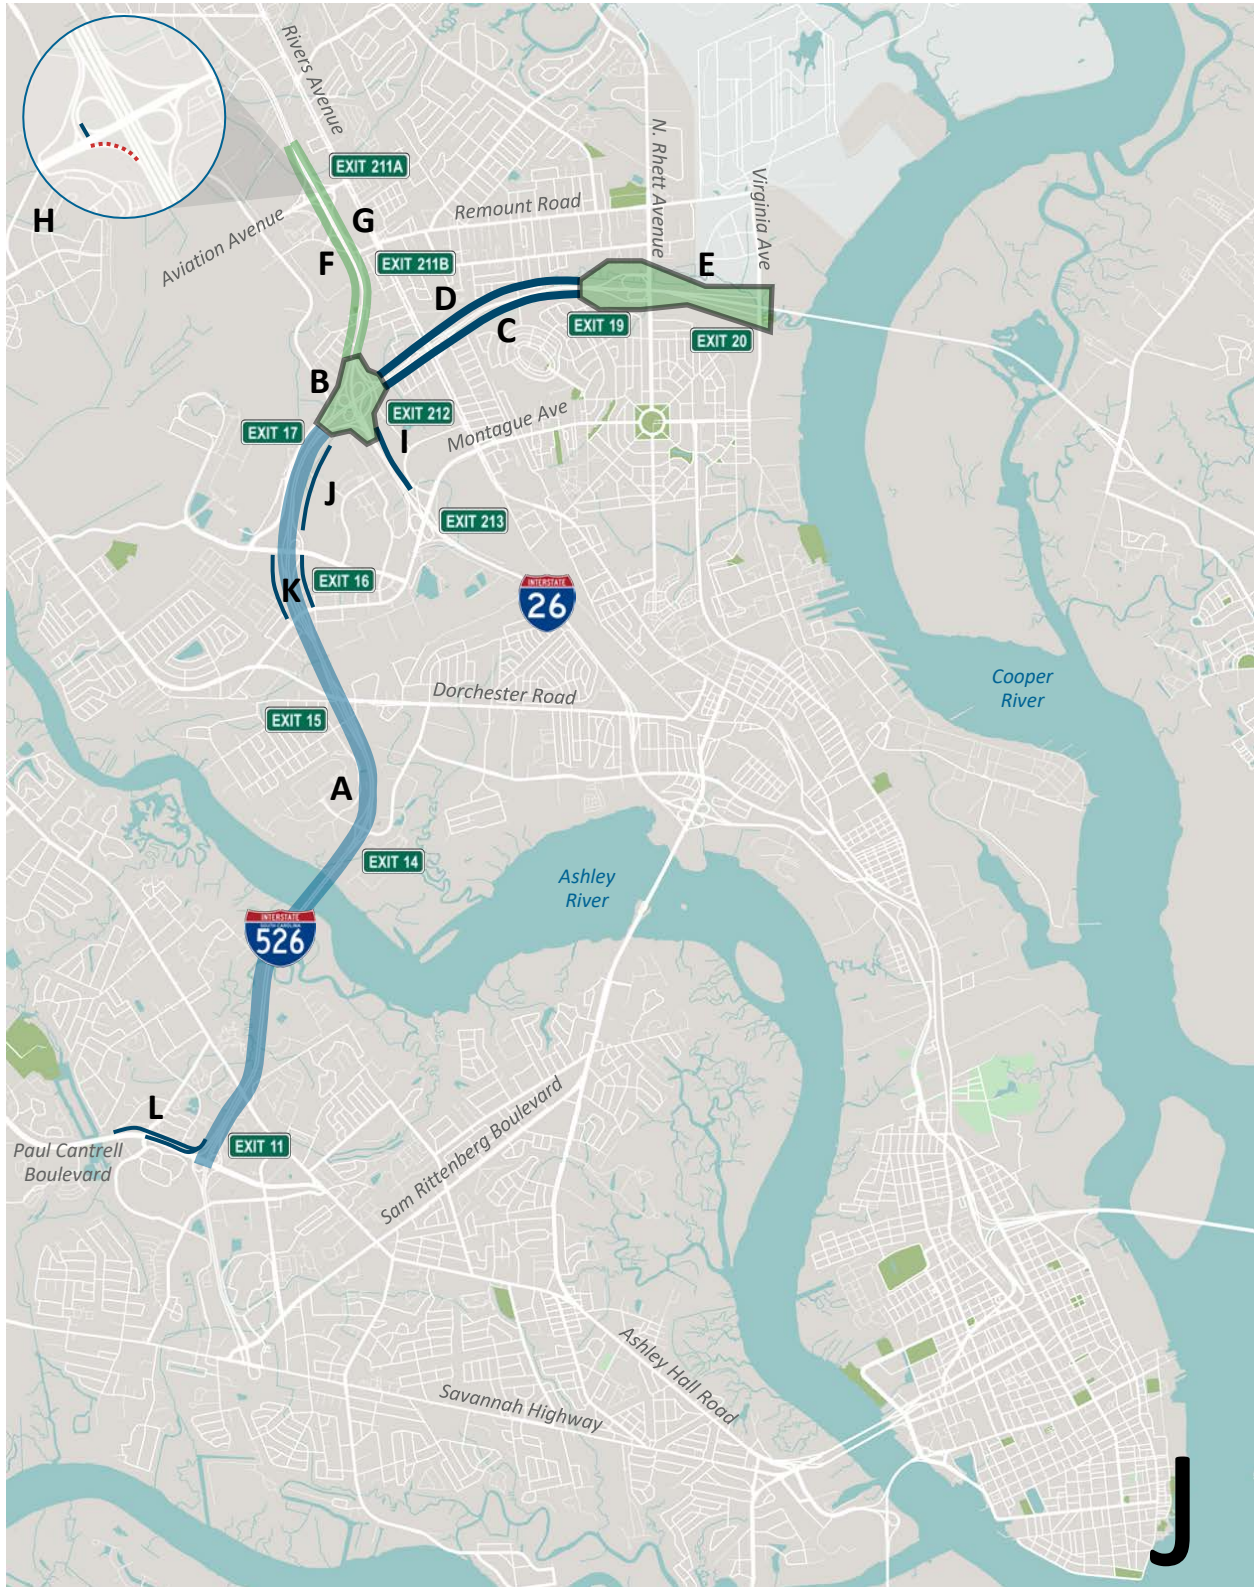 Rivers Avenue
N. Rhett Avenue
EXIT 211A
Virginia Ave
Remount Road
H
G
Aviation Avenue
F
EXIT 211B
E
D
C
EXIT 19
EXIT 20
B
EXIT 212
Montague Ave
EXIT 17
I
J
EXIT 213
K
EXIT 16
INTERSTATE
26
Cooper
River
Dorchester Road
EXIT 15
A
EXIT 14
Ashley
River
INTERSTATE
SOUTH CAROLINA
526
L
EXIT 11
Paul Cantrell
Boulevard
Sam Rittenberg Boulevard
Ashley Hall Road
Savannah Highway
J